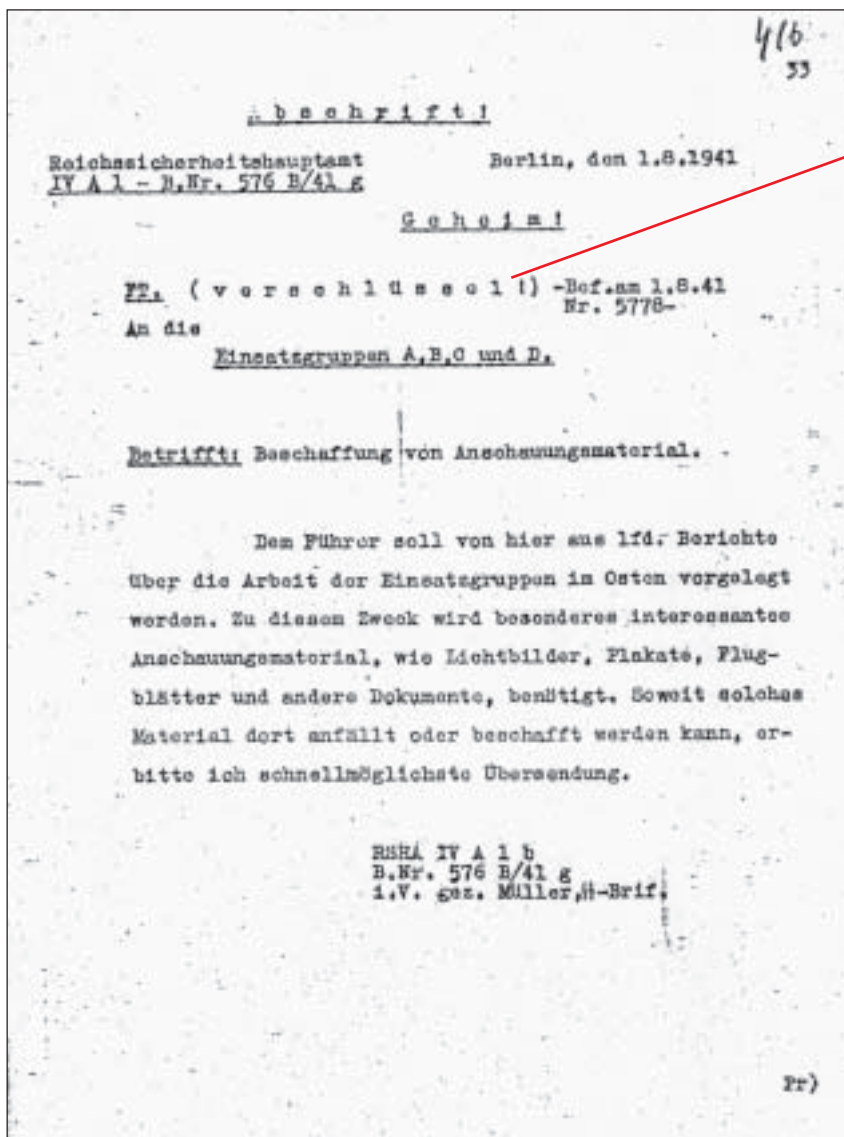 416
33
Abschrift!
Reichssicherheitshauptamt
Berlin, den 1.8.1941
IV A 1 - B.Nr. 576 B/41 g
Geheim!
FT. (verschlüssel!) -Bef.am 1.8.41
Nr. 5778-
An die
Einsatzgruppen A,B,C und D.
Betrifft: Beschaffung von Anschauungsmaterial.
Dem Führer soll von hier aus lfd. Berichte
über die Arbeit der Einsatzgruppen im Osten vorgelegt
werden. Zu diesem Zweck wird besonderes interessantes
Anschauungsmaterial, wie Lichtbilder, Plakate, Flug-
blätter und andere Dokumente, benötigt. Soweit solches
Material dort anfällt oder beschafft werden kann, er-
bitte ich schnellmöglichste Übersendung.
RSHA IV A 1 b
B.Nr. 576 B/41 g
i.V. gez. Müller, SS-Brif.
Pr)